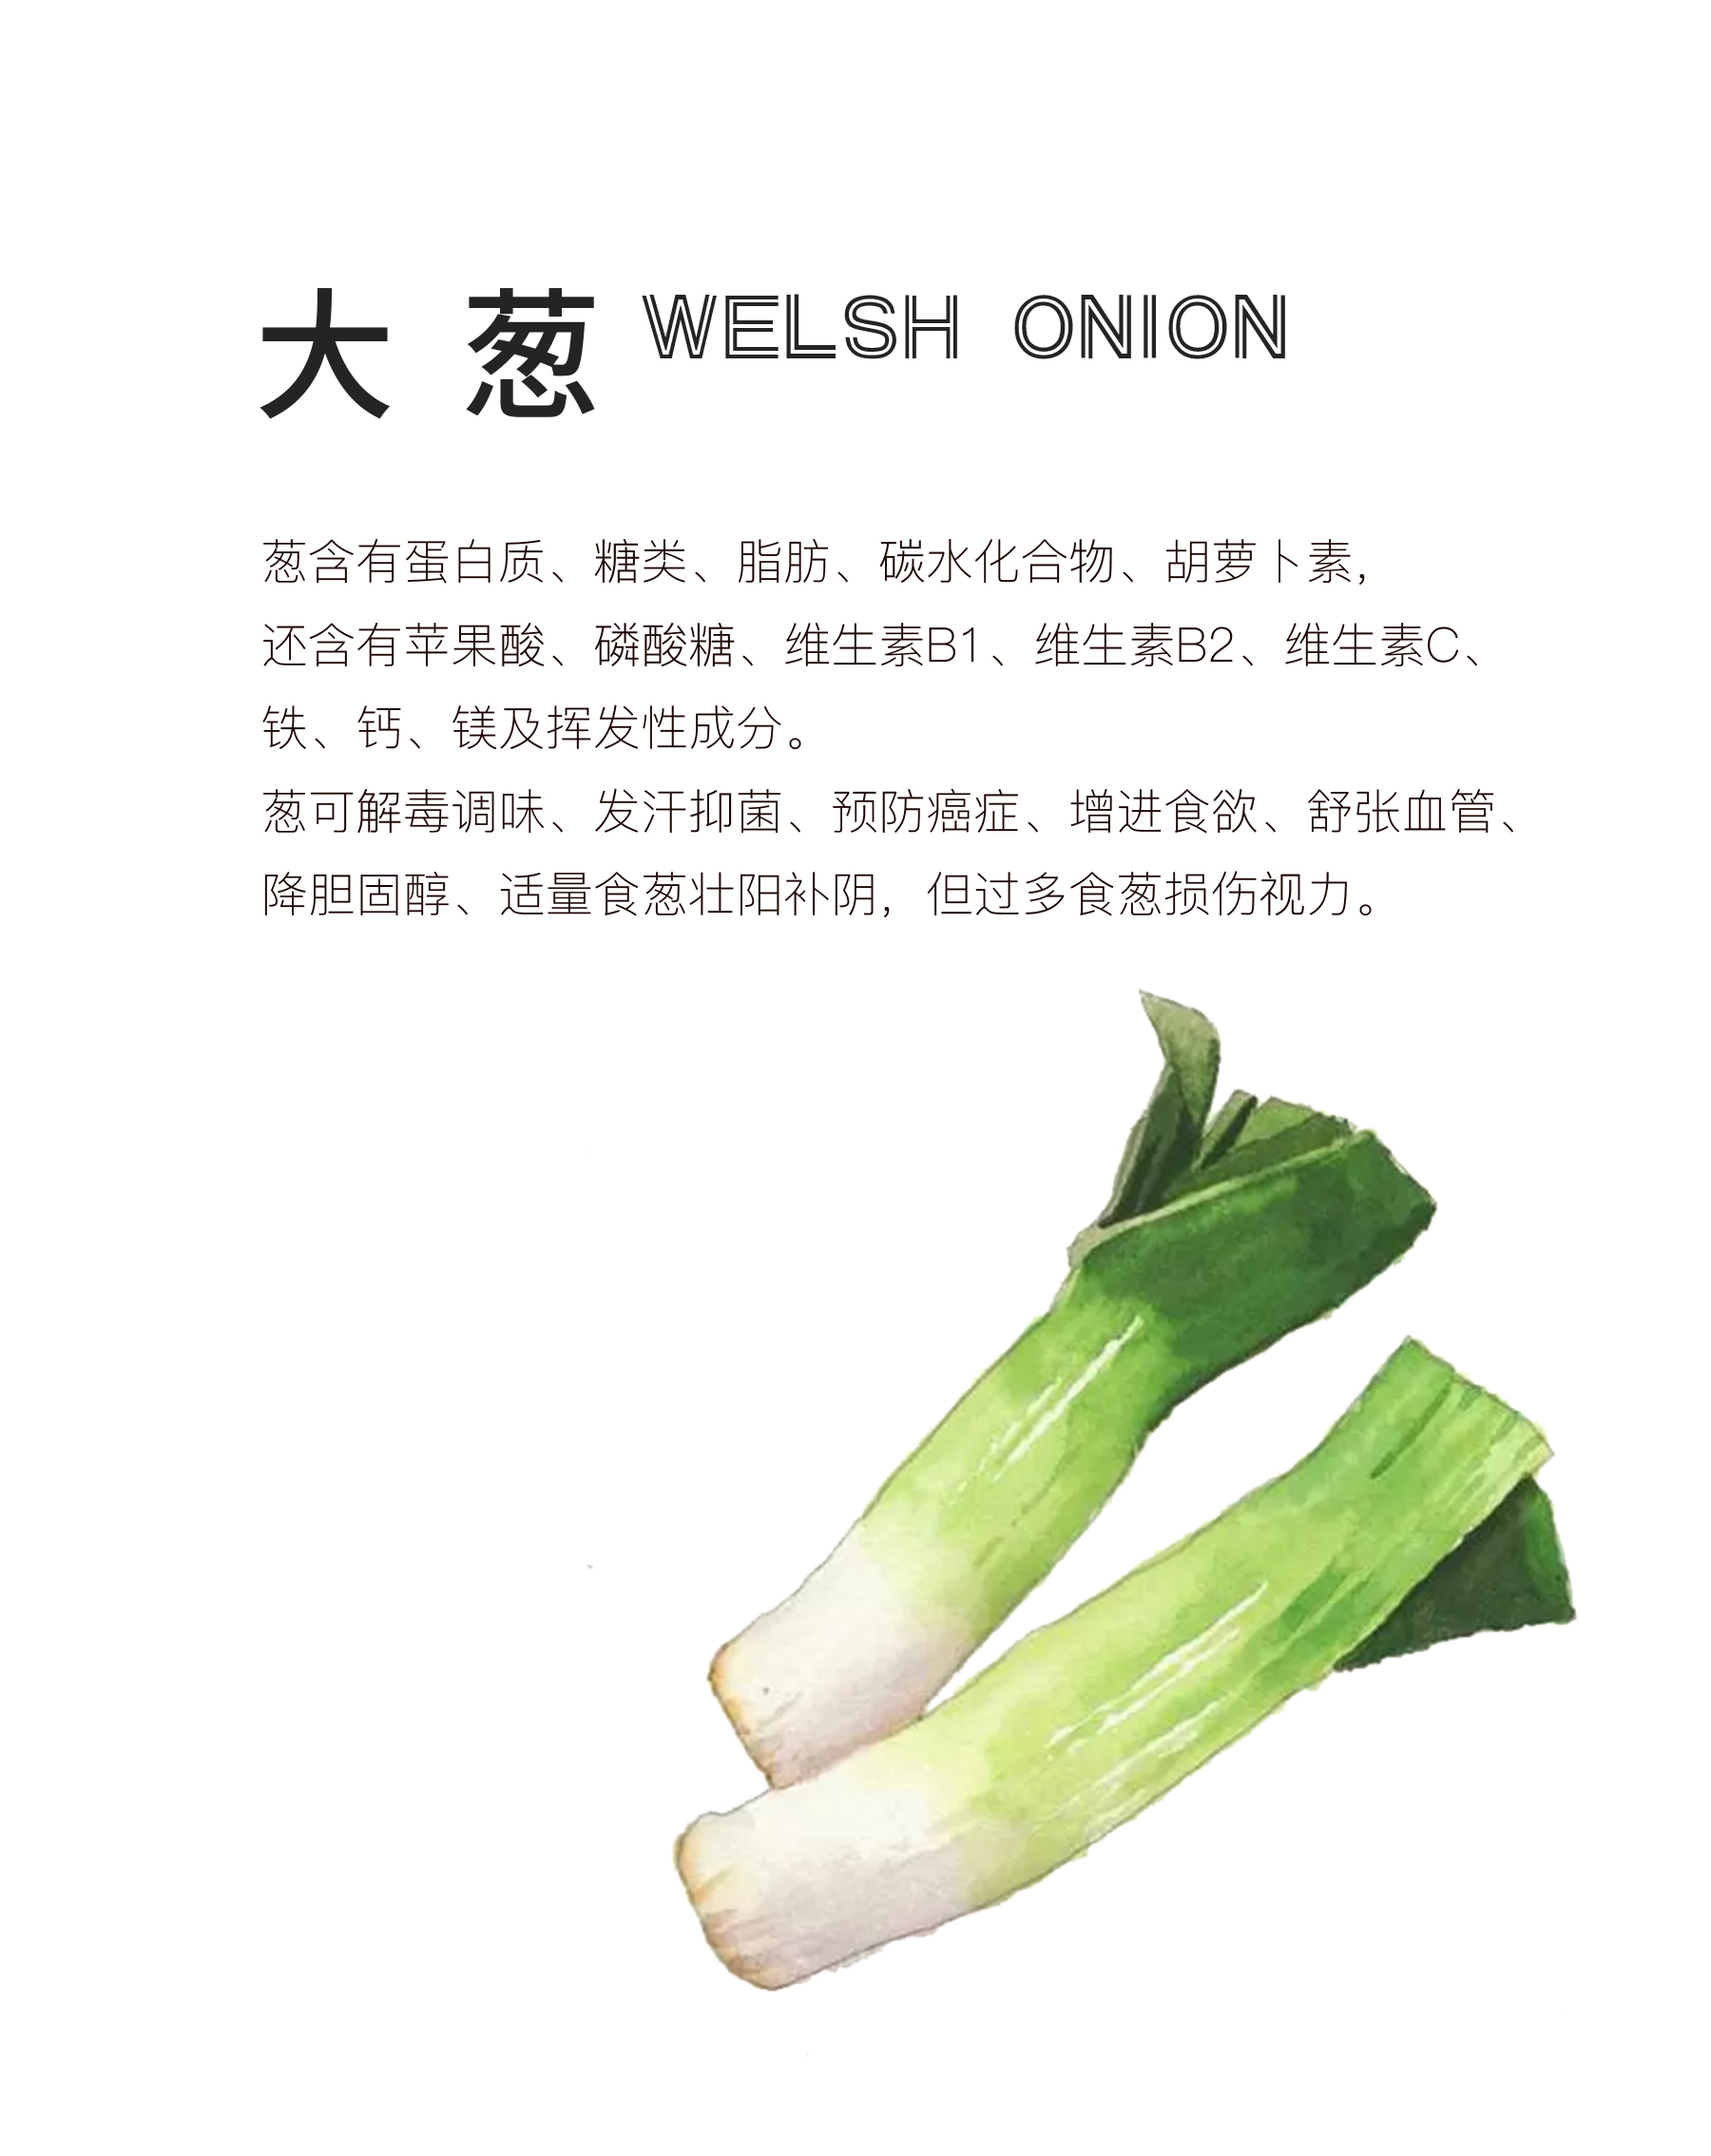 大葱 WELSH ONION
葱含有蛋白质、糖类、脂肪、碳水化合物、胡萝卜素，
还含有苹果酸、磷酸糖、维生素B1、维生素B2、维生素C、
铁、钙、镁及挥发性成分。
葱可解毒调味、发汗抑菌、预防癌症、增进食欲、舒张血管、
降胆固醇、适量食葱壮阳补阴，但过多食葱损伤视力。